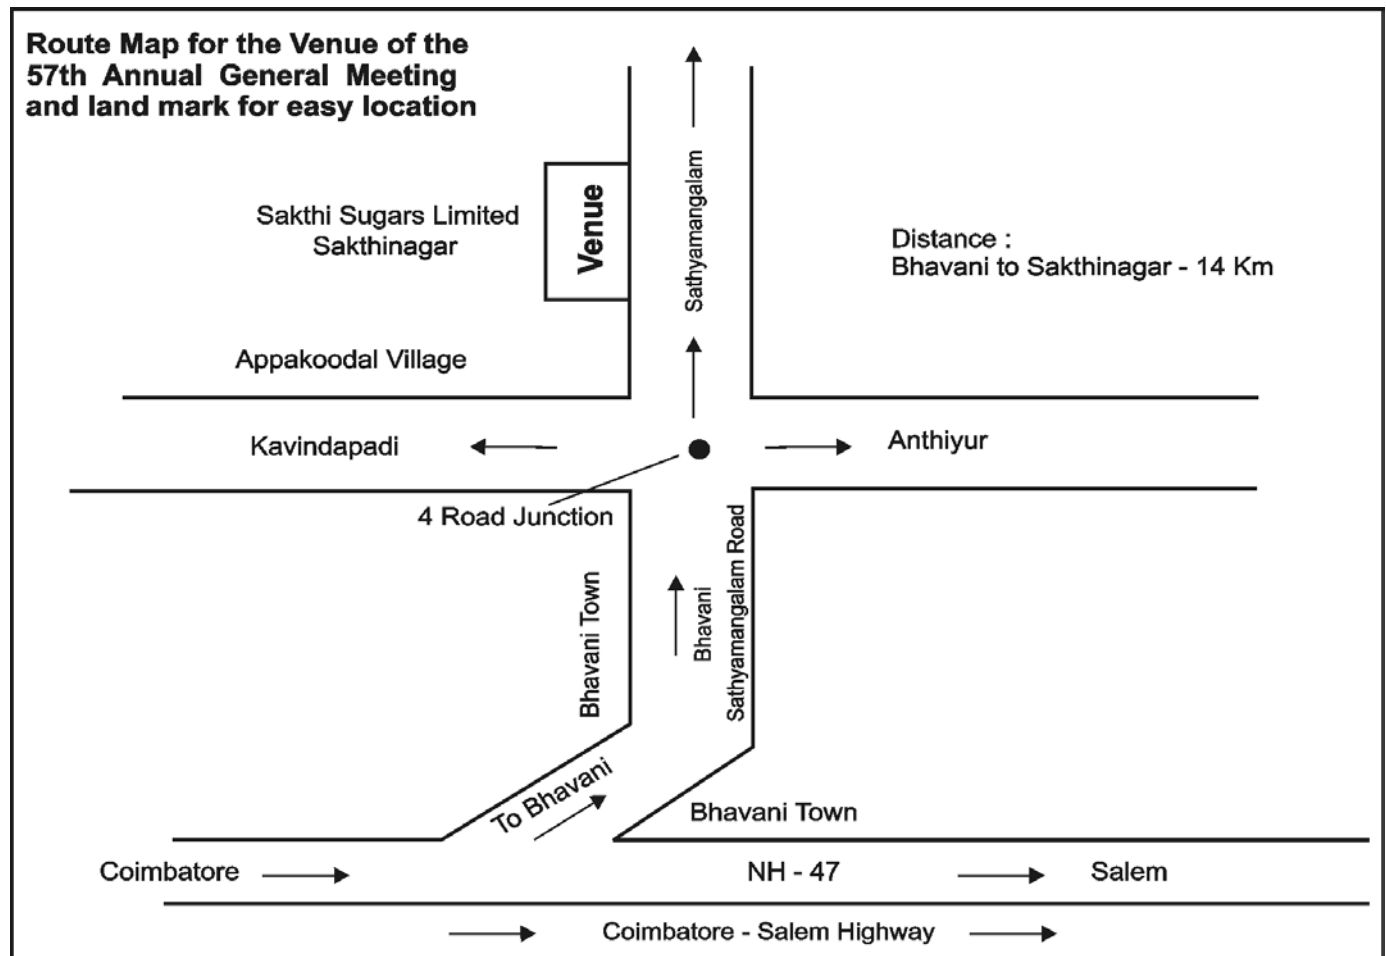 Route Map for the Venue of the
57th Annual General Meeting
and land mark for easy location
Sathyamangalam
Venue
Sakthi Sugars Limited
Sakthinagar
Distance :
Bhavani to Sakthinagar - 14 Km
Appakoodal Village
Kavindapadi
Anthiyur
4 Road Junction
Bhavani Town
Bhavani
Sathyamangalam Road
To Bhavani
Bhavani Town
Coimbatore
NH - 47
Salem
Coimbatore - Salem Highway